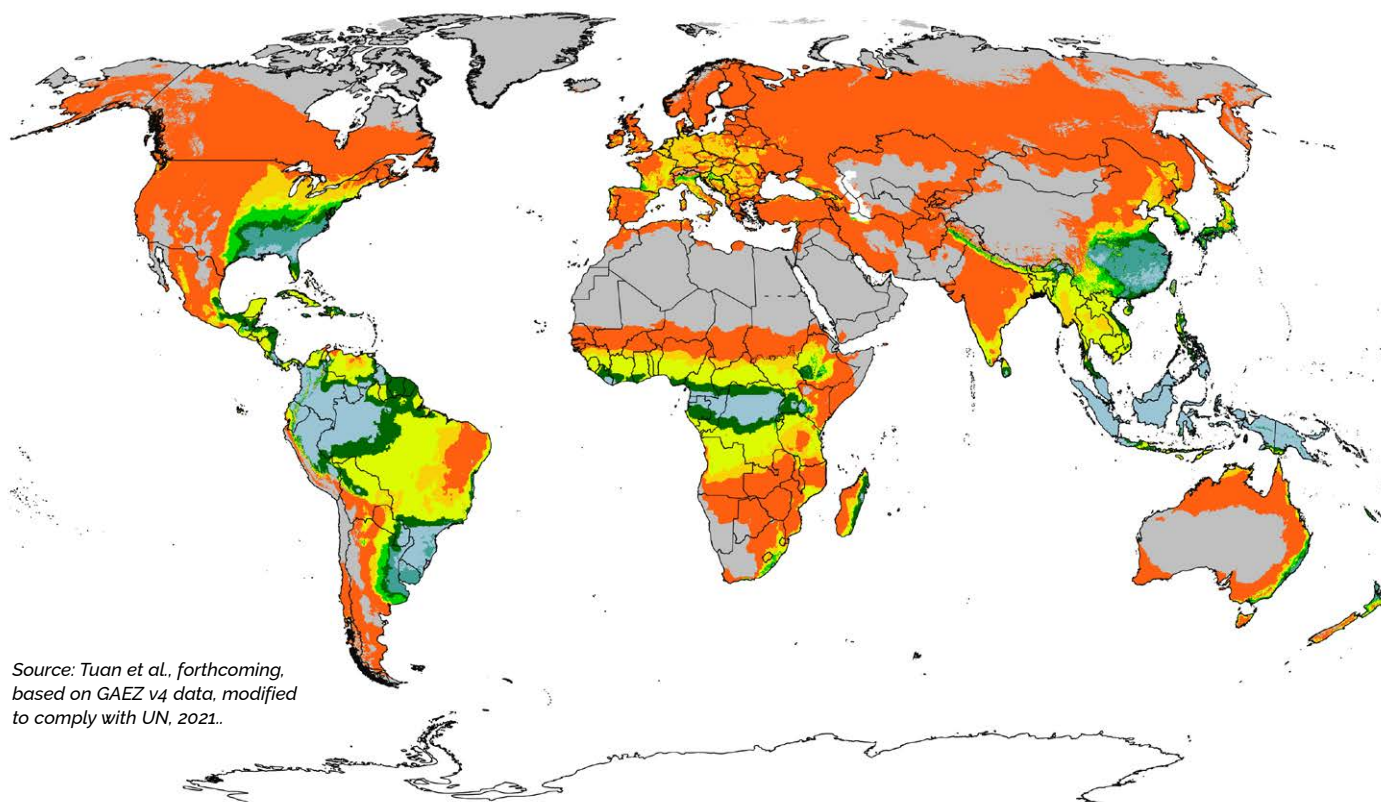 Source: Tuan et al., forthcoming,
based on GAEZ v4 data, modified
to comply with UN, 2021..